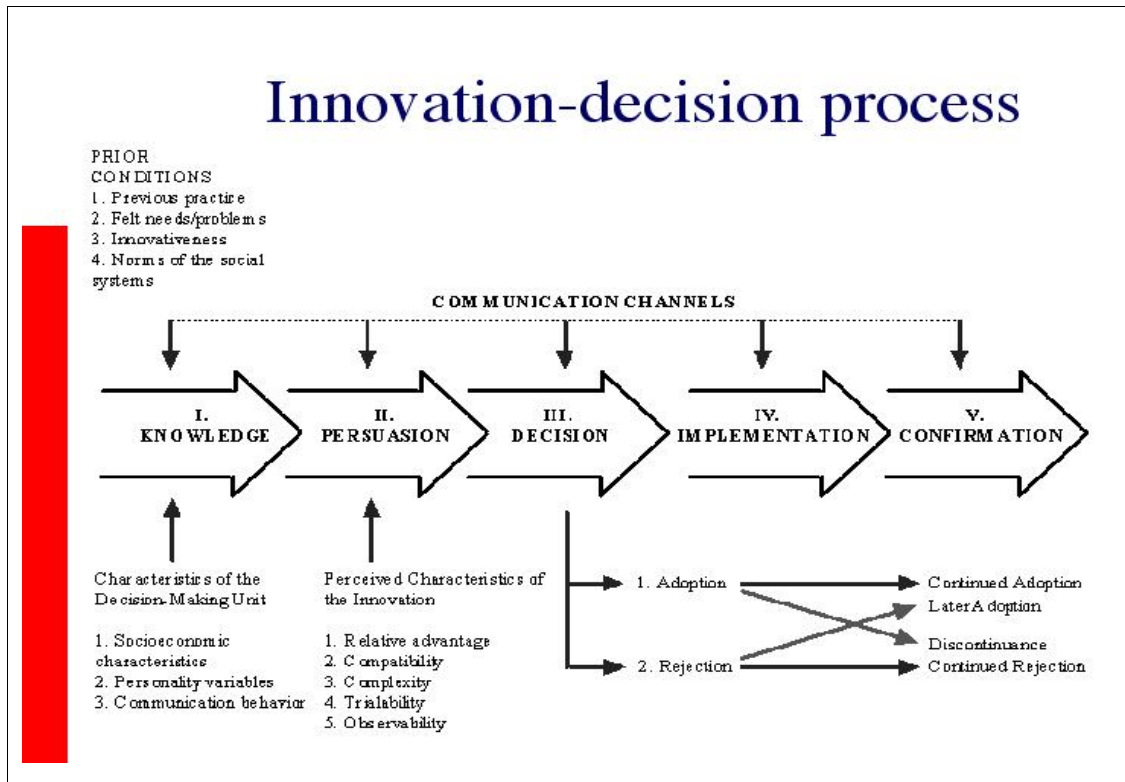 Innovation-decision process
PRIOR
CONDITIONS
1. Previous practice
2. Felt needs/problems
3. Innovativeness
4. Norms of the social
systems
COMMUNICATION CHANNELS
I.
KNOWLEDGE
II.
PERSUASION
III.
DECISION
IV.
IMPLEMENTATION
V.
CONFIRMATION
Characteristics of the
Decision-Making Unit
1. Socioeconomic
characteristics
2. Personality variables
3. Communication behavior
Perceived Characteristics of
the Innovation
1. Relative advantage
2. Compatibility
3. Complexity
4. Trialability
5. Observability
1. Adoption
2. Rejection
Continued Adoption
Later Adoption
Discontinuance
Continued Rejection